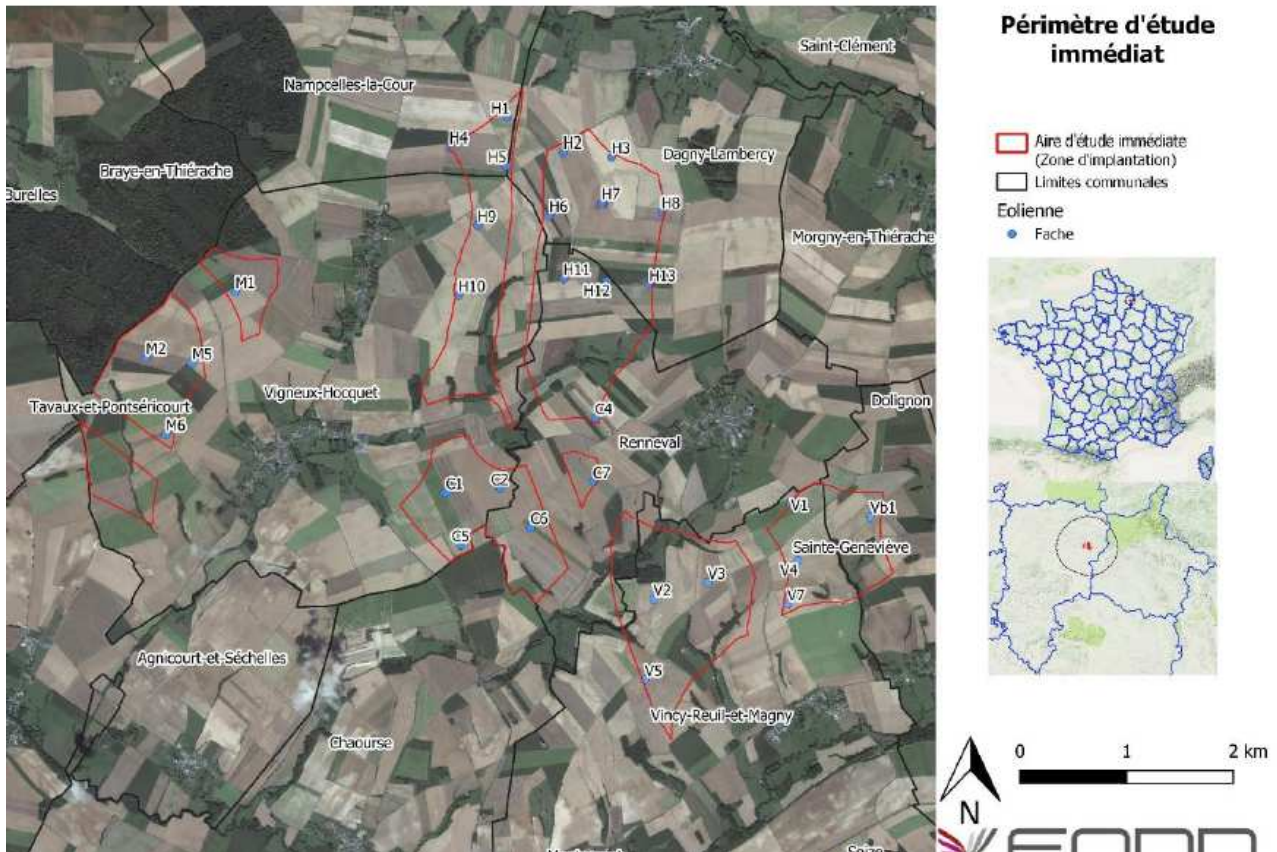 Périmètre d'étude
immédiat
Aire d'étude immédiate
(Zone d'implantation)
Limites communales
Eolienne
Fache
Saint-Clément
Nampcelles-la-Cour
H1
H4
H2
H3
Dagny-Lambercy
H5
Braye-en-Thiérache
Burelles
H7
H6
H8
H9
Morgny-en-Thiérache
H11
H12
H13
M1
H10
M2
M5
Vigneux-Hocquet
Dolignon
Tavaux-et-Pontséricourt
M6
C4
Renneval
C7
C1
C2
V1
Vb1
C6
C5
Sainte-Geneviève
V4
V3
V2
V7
Agnicourt-et-Séchelles
V5
Vincy-Reuil-et-Magny
Chaourse
0 1 2 km
N